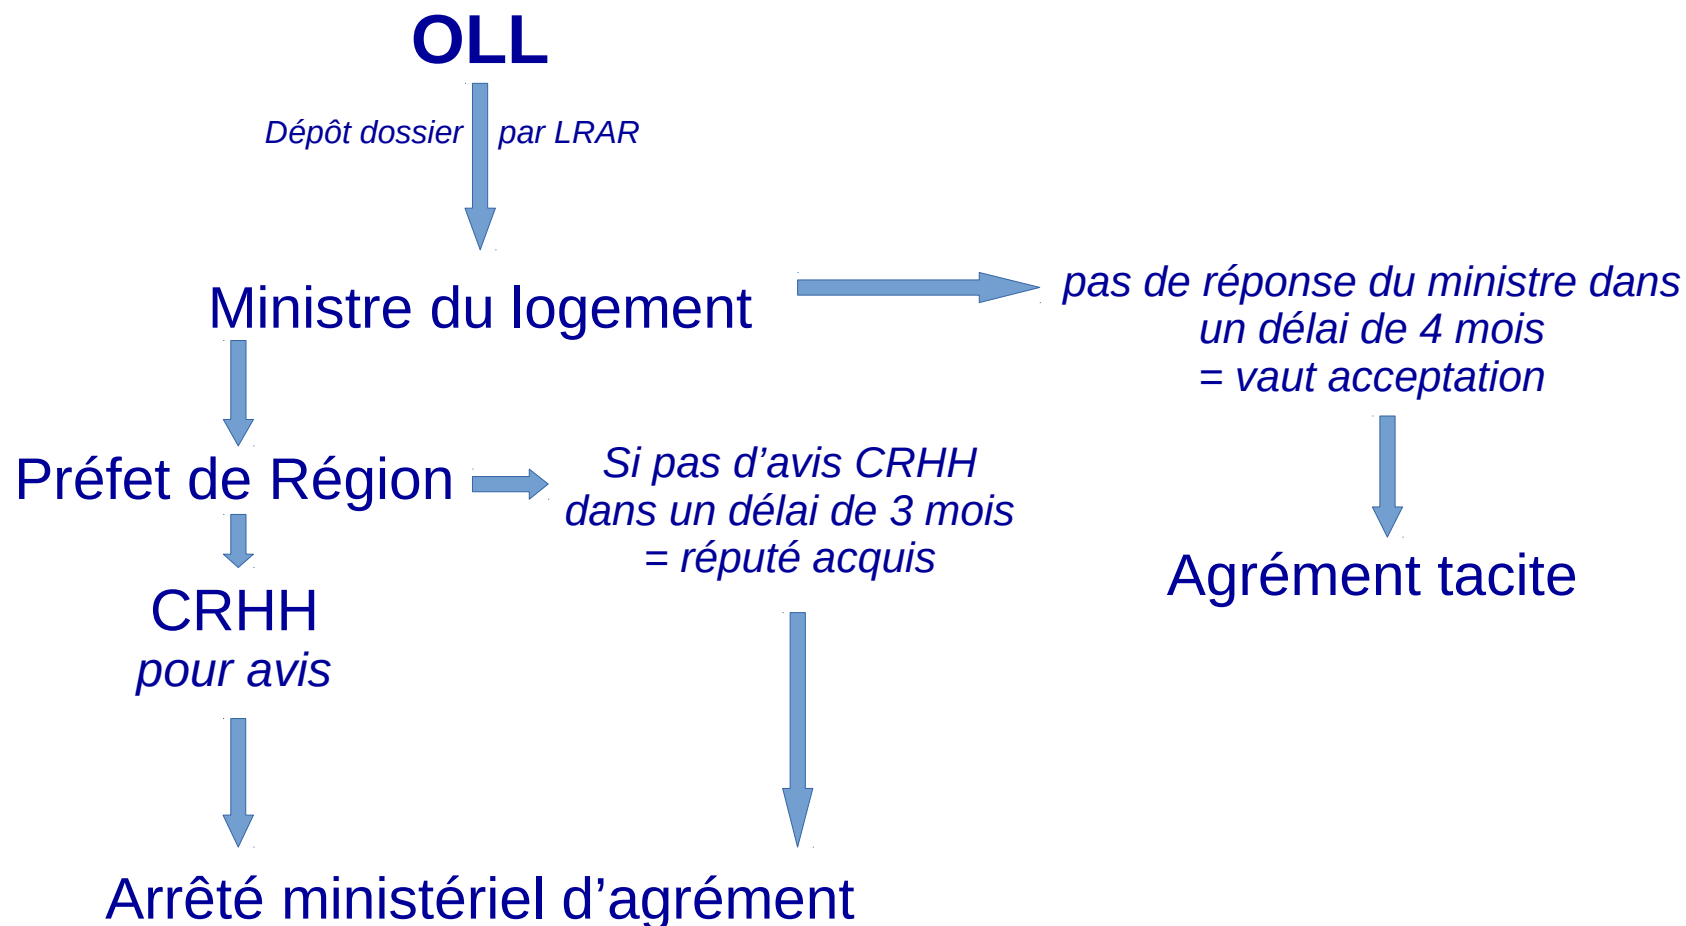 OLL
Dépôt dossier par LRAR
Ministre du logement
pas de réponse du ministre dans
un délai de 4 mois
= vaut acceptation
Préfet de Région
Si pas d’avis CRHH
dans un délai de 3 mois
= réputé acquis
Agrément tacite
CRHH
pour avis
Arrêté ministériel d’agrément